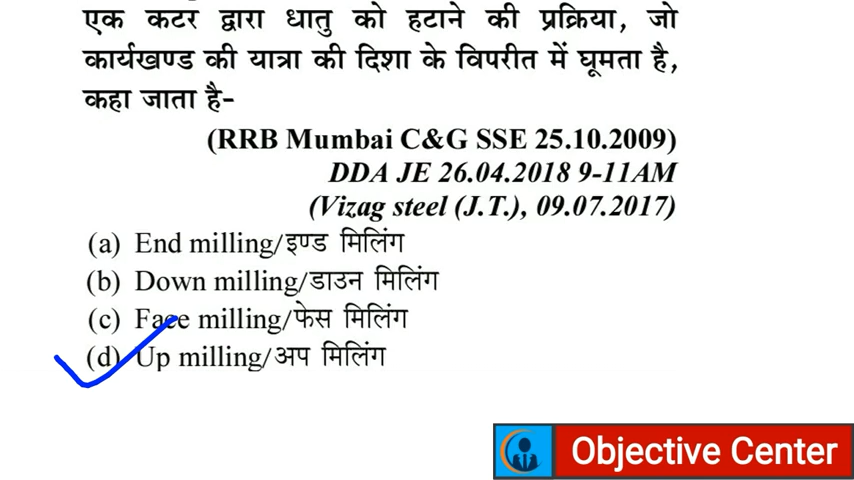 एक कटर द्वारा धातु को हटाने की प्रक्रिया, जो
कार्यखण्ड की यात्रा की दिशा के विपरीत में घूमता है,
कहा जाता है-
(RRB Mumbai C&G SSE 25.10.2009)
DDA JE 26.04.2018 9-11AM
(Vizag steel (J.T.), 09.07.2017)
(a) End milling/इण्ड मिलिंग
(b) Down milling/डाउन मिलिंग
(c) Face milling/फेस मिलिंग
(d) Up milling/अप मिलिंग
Objective Center